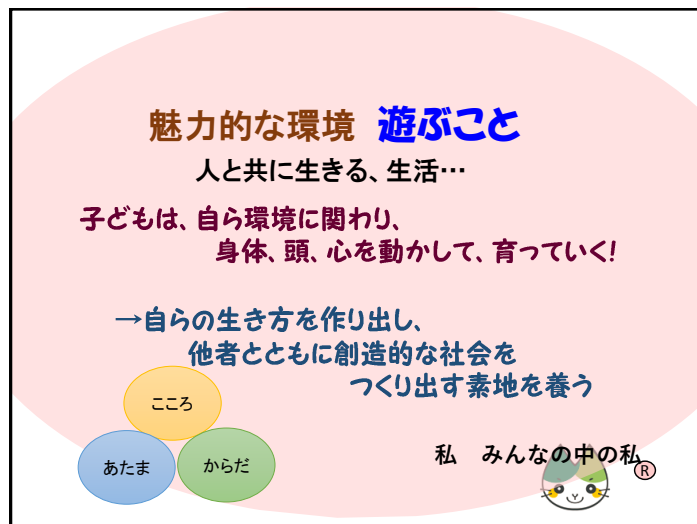 魅力的な環境 遊ぶこと
人と共に生きる、生活…
子どもは、自ら環境に関わり、
身体、頭、心を動かして、育っていく!
→自らの生き方を作り出し、
他者とともに創造的な社会を
つくり出す素地を養う
こころ
あたま
からだ
私 みんなの中の私
R